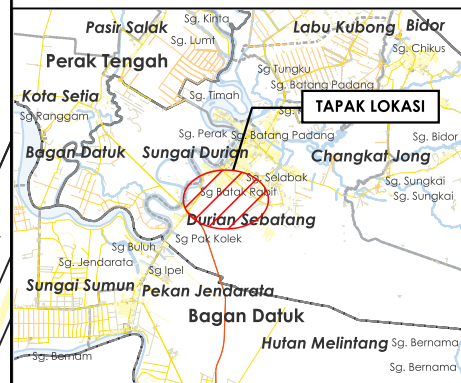 Sg. Kinta
Pasir Salak
Labu Kubong
Bidor
Sg. Lumt
Sg. Chikus
Perak Tengah
Sg Tungku
Sg. Batang Padang
Kota Setia
Sg. Timah
TAPAK LOKASI
Sg Ranggam
Sg.
Sg. Perak
Sg Batang Padang
Sg. Bidor
Bagan Datuk
Sungai Durian
Changkat Jong
Sg. Selabak
Sg. Sungkai
Sg Batak Rabit
Sg. Sungkai
Durian Sebatang
Sg Buluh
Sg Pak Kolek
Sg. Jendarata
Sg Ipel
Sungai Sumun
Pekan Jendarata
Bagan Datuk
Hutan Melintang
Sg. Bernama
Sg. Bernam
Sg. Bernama